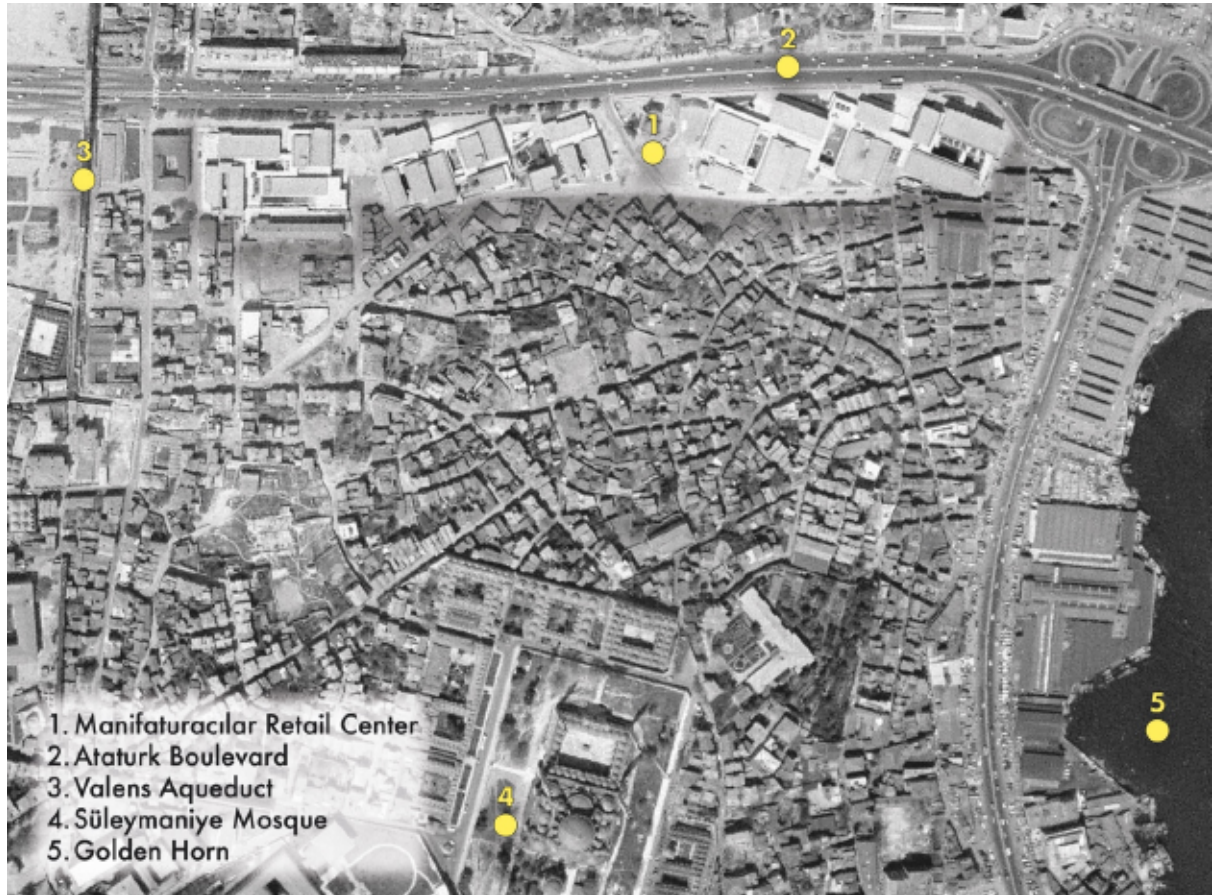 2
1
3
5
4
1. Manifaturacılar Retail Center
2. Ataturk Boulevard
3. Valens Aqueduct
4. Süleymaniye Mosque
5. Golden Horn